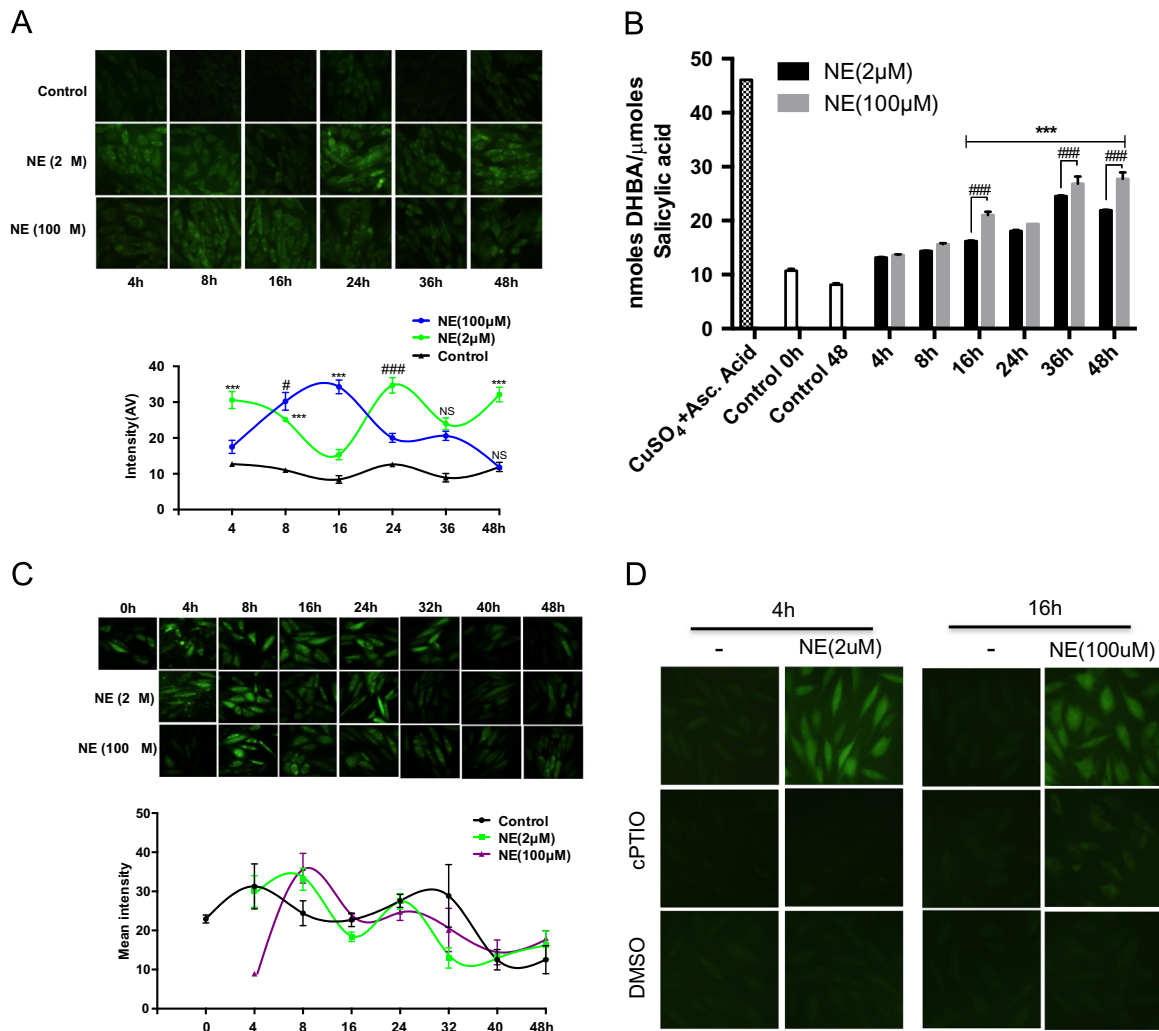 A
Control
NE (2 M)
NE (100 M)
4h 8h 16h 24h 36h 48h
NE(100µM)
NE(2µM)
Control
Intensity(AV)
40
30
20
10
0
*** # *** *** ### NS *** NS
4 8 16 24 36 48h
B
nmoles DHBA/µmoles
Salicylic acid
50
40
30
20
10
0
NE(2µM)
NE(100µM)
***
### ### ###
CuSO4+Asc. Acid
Control 0h
Control 48
4h
8h
16h
24h
36h
48h
C
0h 4h 8h 16h 24h 32h 40h 48h
NE (2 M)
NE (100 M)
Control
NE(2µM)
NE(100µM)
Mean intensity
50
40
30
20
10
0
0 4 8 16 24 32 40 48h
D
4h 16h
- NE(2uM) - NE(100uM)
cPTIO
DMSO